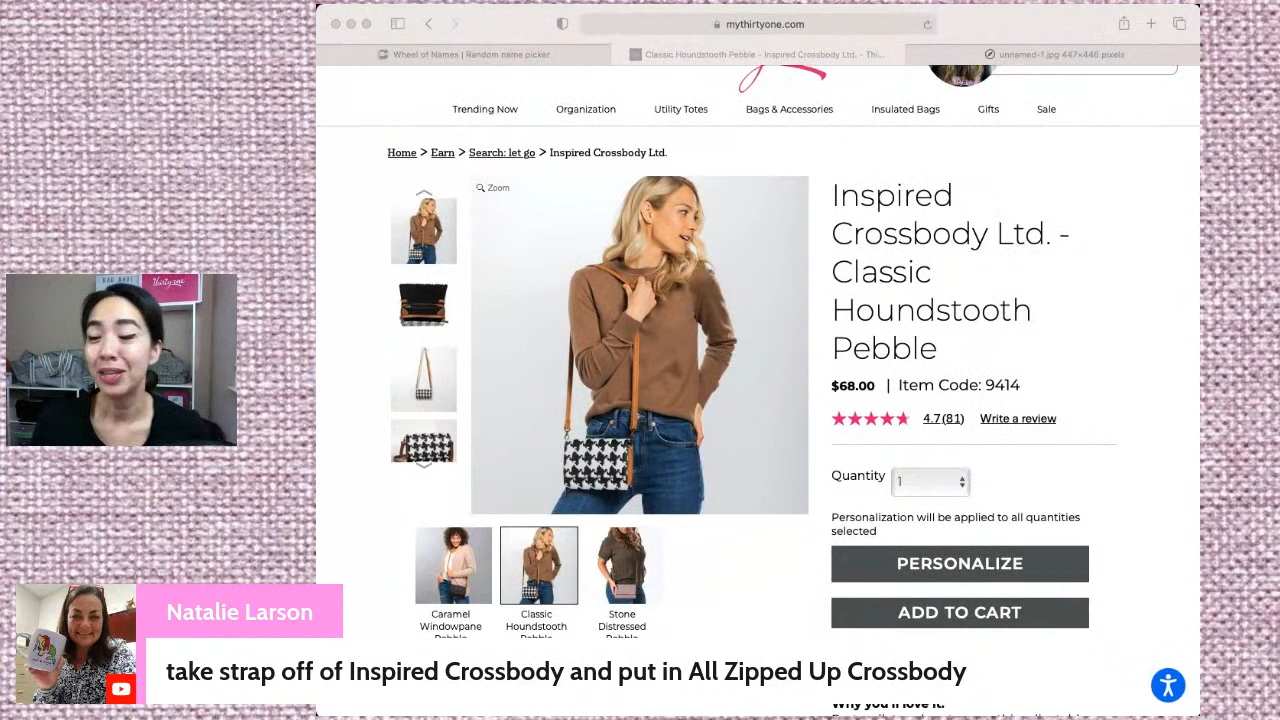 mythirtyone.com
Wheel of Names | Random name picker
Classic Houndstooth Pebble - Inspired Crossbody Ltd. - Thi...
unnamed-1.jpg 447×446 pixels
Trending Now
Organization
Utility Totes
Bags & Accessories
Insulated Bags
Gifts
Sale
Home > Earn > Search: let go > Inspired Crossbody Ltd.
Zoom
Inspired
Crossbody Ltd. -
Classic
Houndstooth
Pebble
$68.00 | Item Code: 9414
4.7 (81) Write a review
Quantity
1
Personalization will be applied to all quantities
selected
PERSONALIZE
ADD TO CART
Caramel
Windowpane
Pebble
Classic
Houndstooth
Pebble
Stone
Distressed
Pebble
thirty-one
Natalie Larson
take strap off of Inspired Crossbody and put in All Zipped Up Crossbody
Why you'll love it: